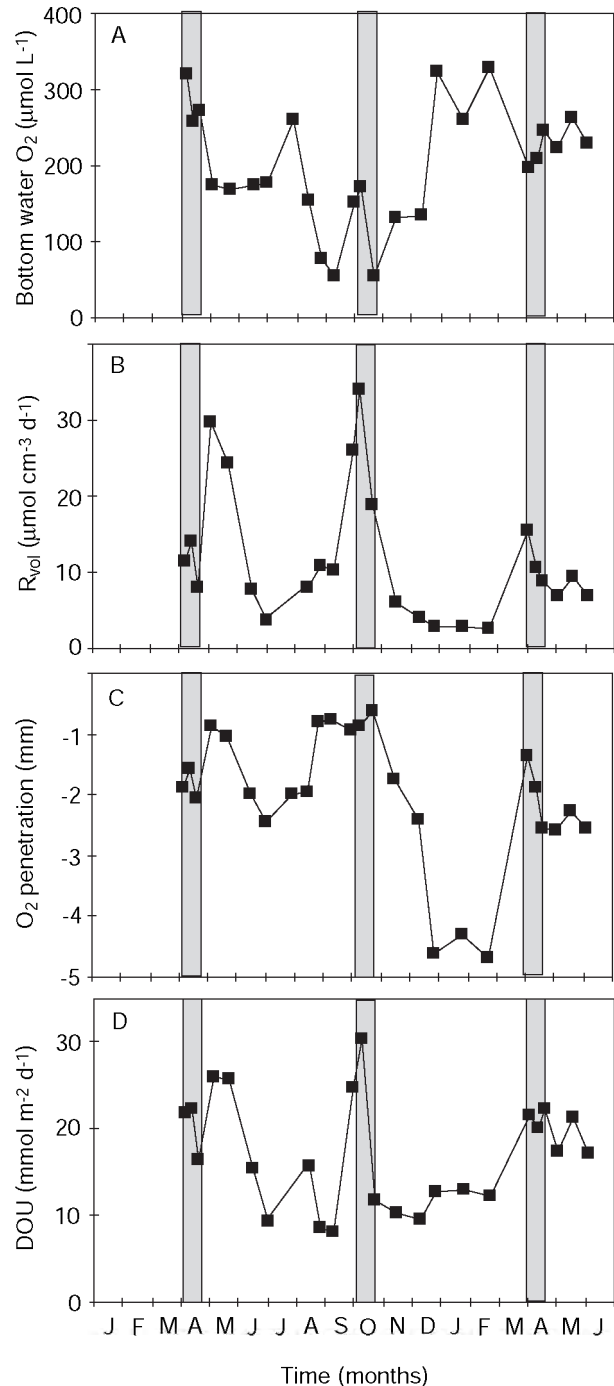 A
Bottom water O₂ (μmol L⁻¹)
400
300
200
100
0
B
R_vol (μmol cm⁻³ d⁻¹)
30
20
10
0
C
O₂ penetration (mm)
-1
-2
-3
-4
-5
D
DOU (mmol m⁻² d⁻¹)
30
20
10
0
J F M A M J J A S O N D J F M A M J
Time (months)